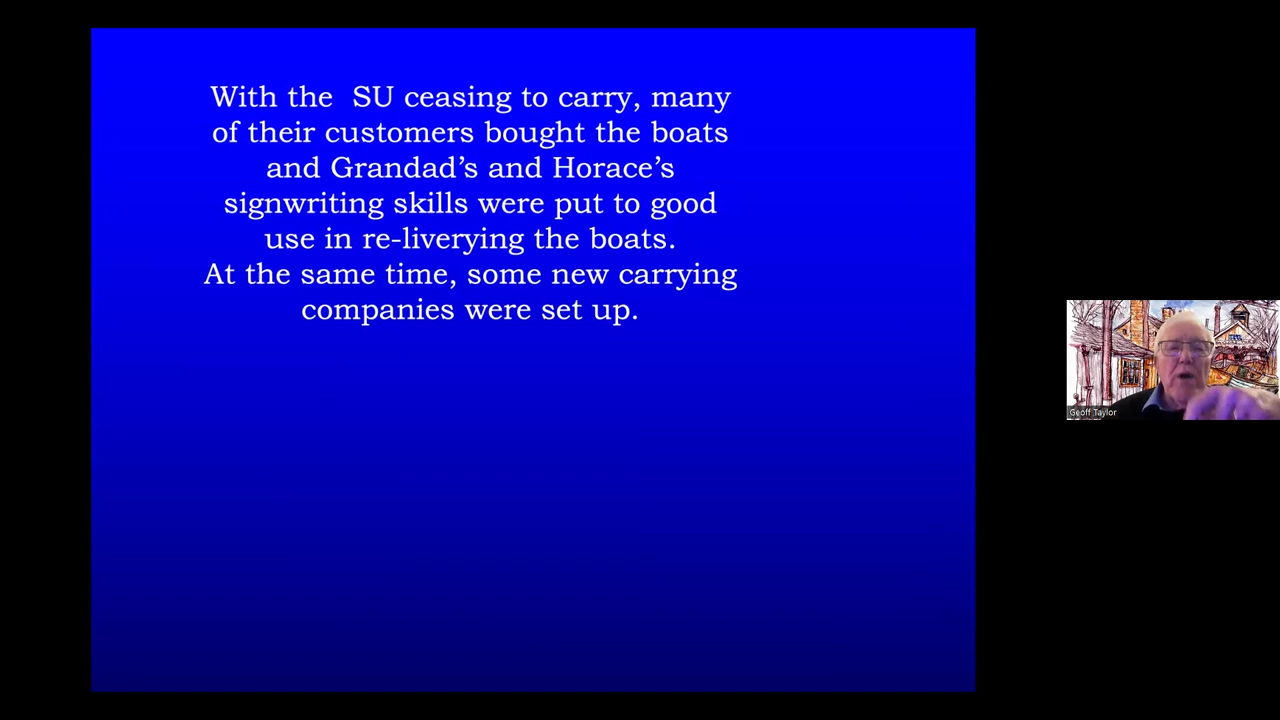 With the  SU ceasing to carry, many
of their customers bought the boats
and Grandad’s and Horace’s
signwriting skills were put to good
use in re-liverying the boats.
At the same time, some new carrying
companies were set up.
Geoff Taylor